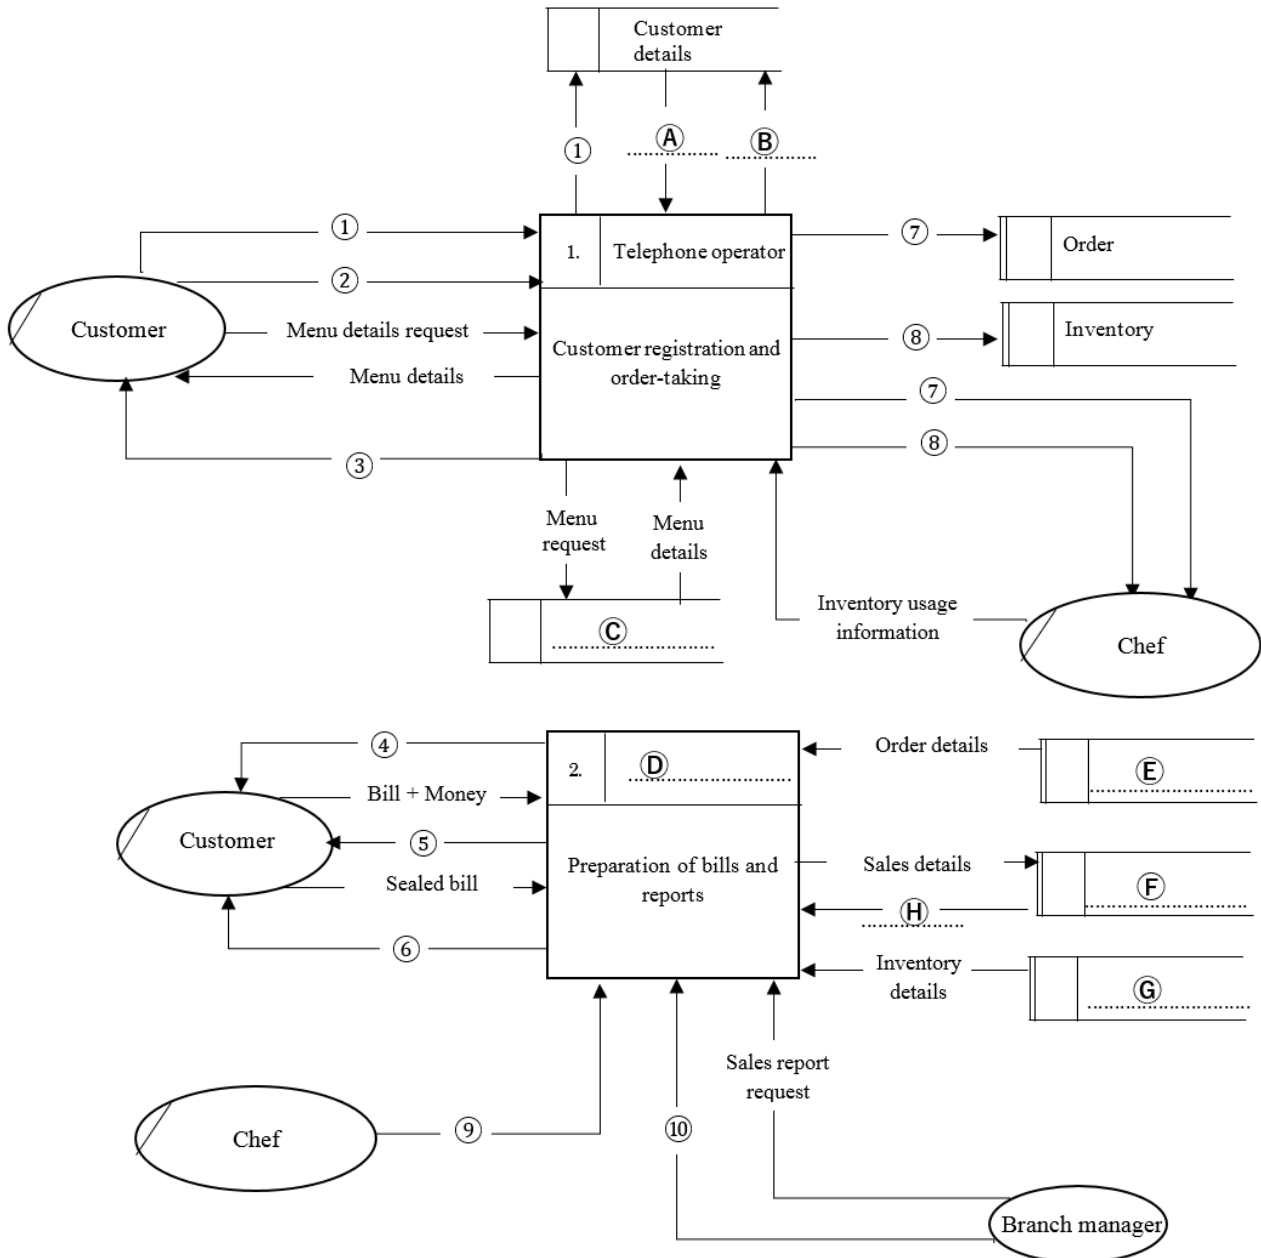 Customer
details
①
Ⓐ
Ⓑ
①
②
Customer
Menu details request
Menu details
③
1.
Telephone operator
Customer registration and
order-taking
⑦
Order
⑧
Inventory
⑦
⑧
Menu
request
Menu
details
Ⓒ
Inventory usage
information
Chef
④
Bill + Money
Customer
⑤
Sealed bill
⑥
2.
Ⓓ
Preparation of bills and
reports
Order details
Ⓔ
Sales details
Ⓕ
Ⓗ
Inventory
details
Ⓖ
Sales report
request
Chef
⑨
⑩
Branch manager